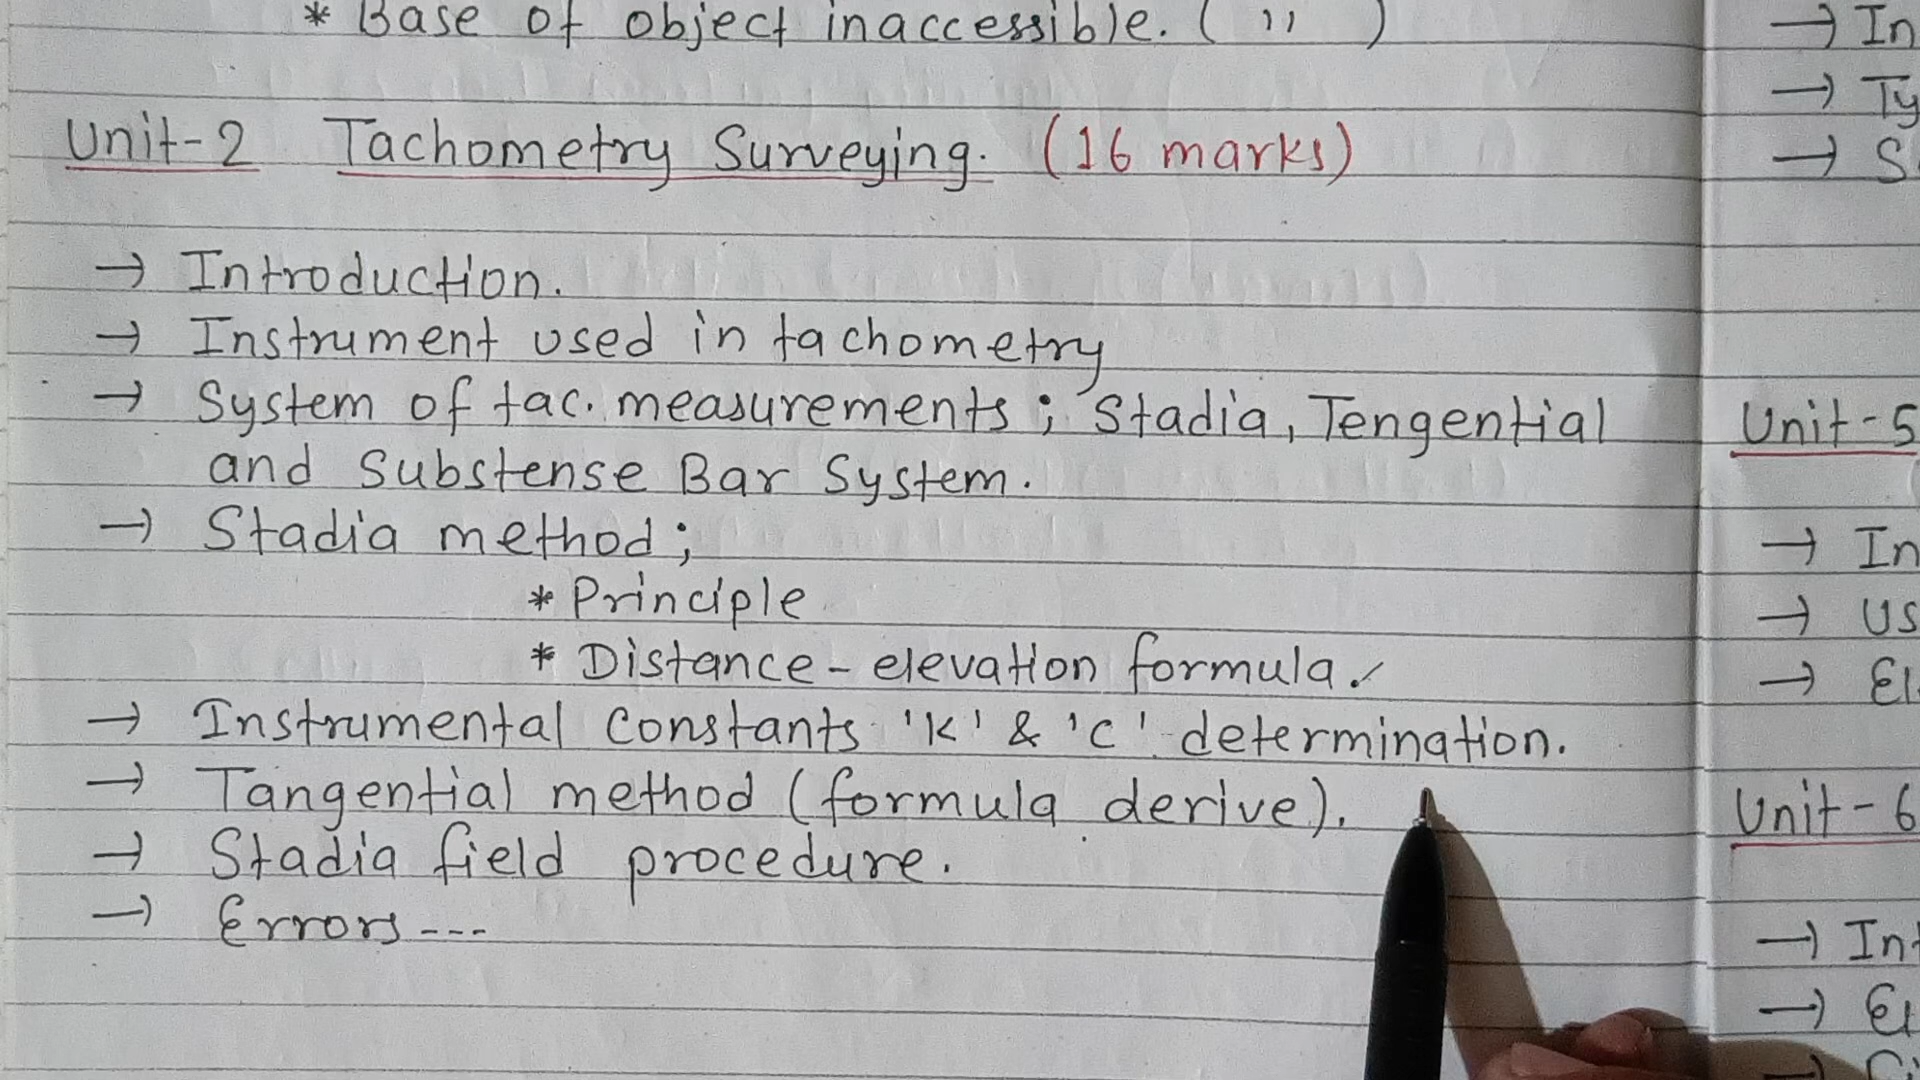 * Base of object inaccessible. ( ,, )
Unit-2 Tachometry Surveying. (16 marks)
→ Introduction.
→ Instrument used in tachometry
→ System of tac. measurements ; Stadia, Tengential
and Substense Bar System.
→ Stadia method ;
* Principle
* Distance - elevation formula.
→ Instrumental constants 'K' & 'C' determination.
→ Tangential method (formula derive).
→ Stadia field procedure.
→ Errors ---
→ In
→ Ty
→ S
Unit-5
→ In
→ Us
→ El
Unit-6
→ Int
→ El